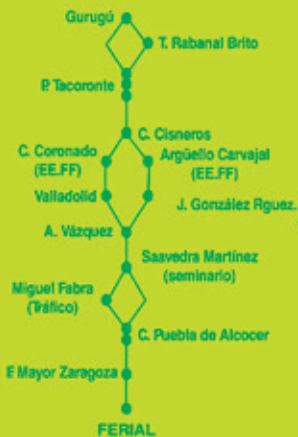 Gurugú
T. Rabanal Brito
P. Tacoronte
C. Cisneros
C. Coronado
(EE.FF)
Argüello Carvajal
(EE.FF)
Valladolid
J. González Rguez.
A. Vázquez
Saavedra Martínez
(seminario)
Miguel Fabra
(Tráfico)
C. Puebla de Alcocer
F. Mayor Zaragoza
FERIAL